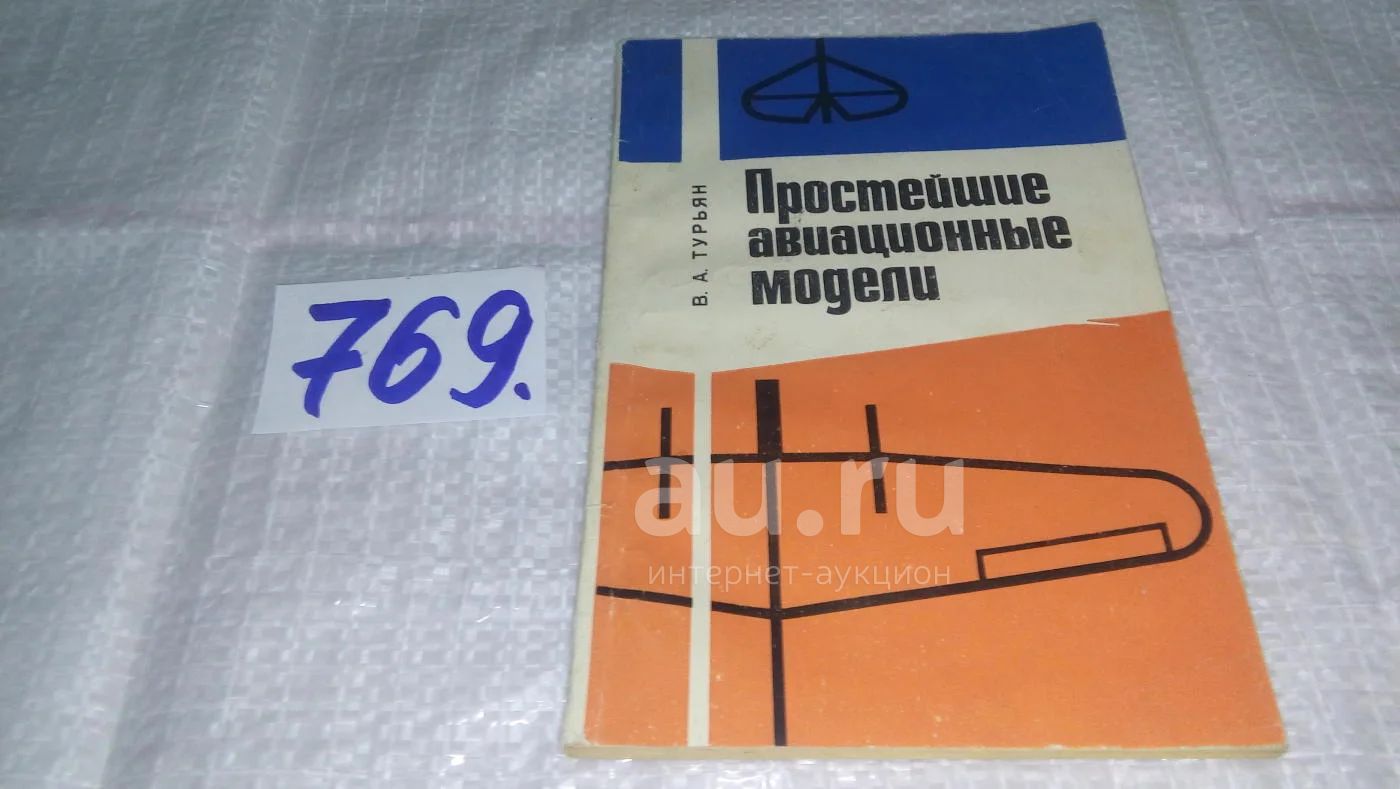 769.
В. А. ТУРЬЯН
Простейшие
авиационные
модели
au.ru
интернет-аукцион